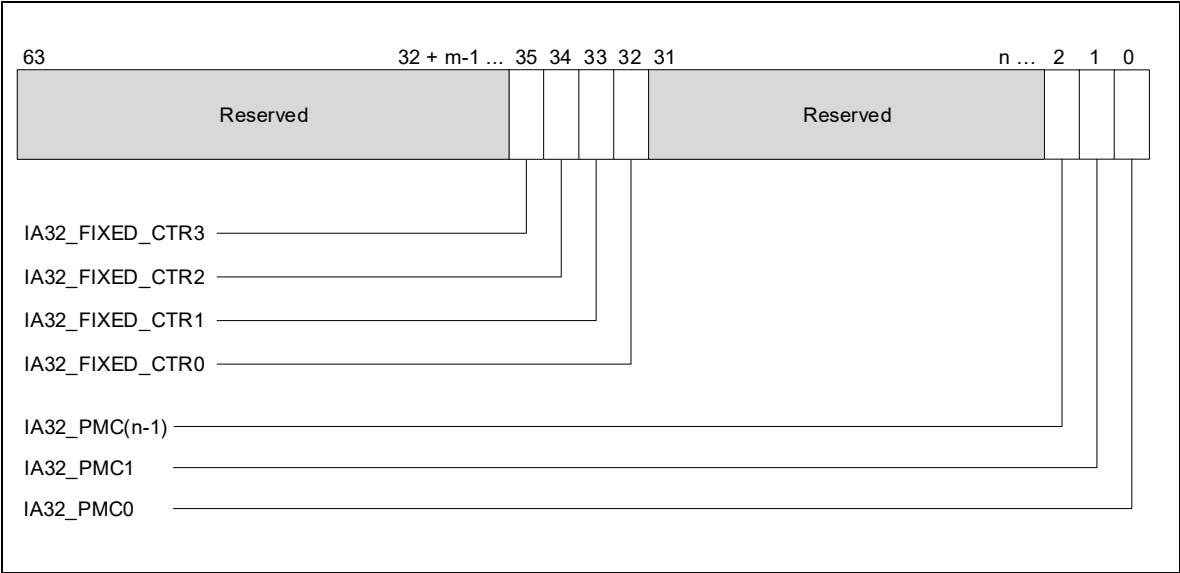 63 32 + m-1 ... 35 34 33 32 31 n ... 2 1 0
Reserved Reserved
IA32_FIXED_CTR3
IA32_FIXED_CTR2
IA32_FIXED_CTR1
IA32_FIXED_CTR0
IA32_PMC(n-1)
IA32_PMC1
IA32_PMC0